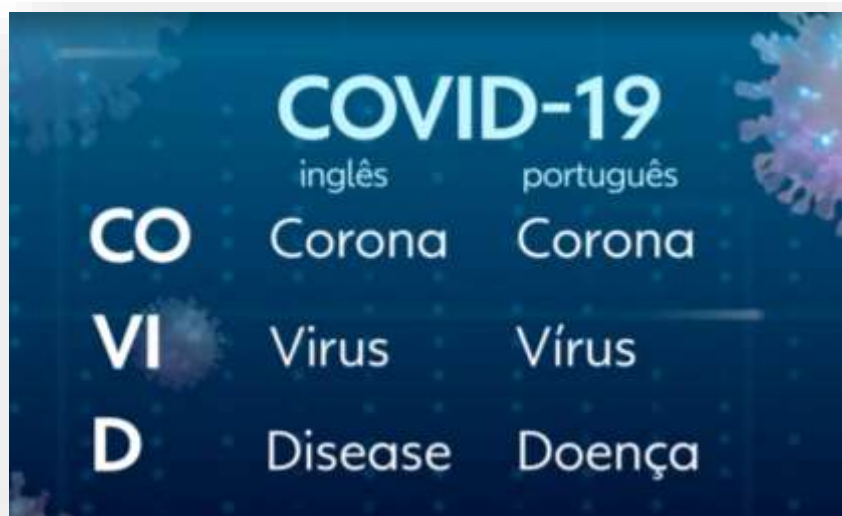 COVID-19
inglês português
CO Corona Corona
VI Virus Vírus
D Disease Doença